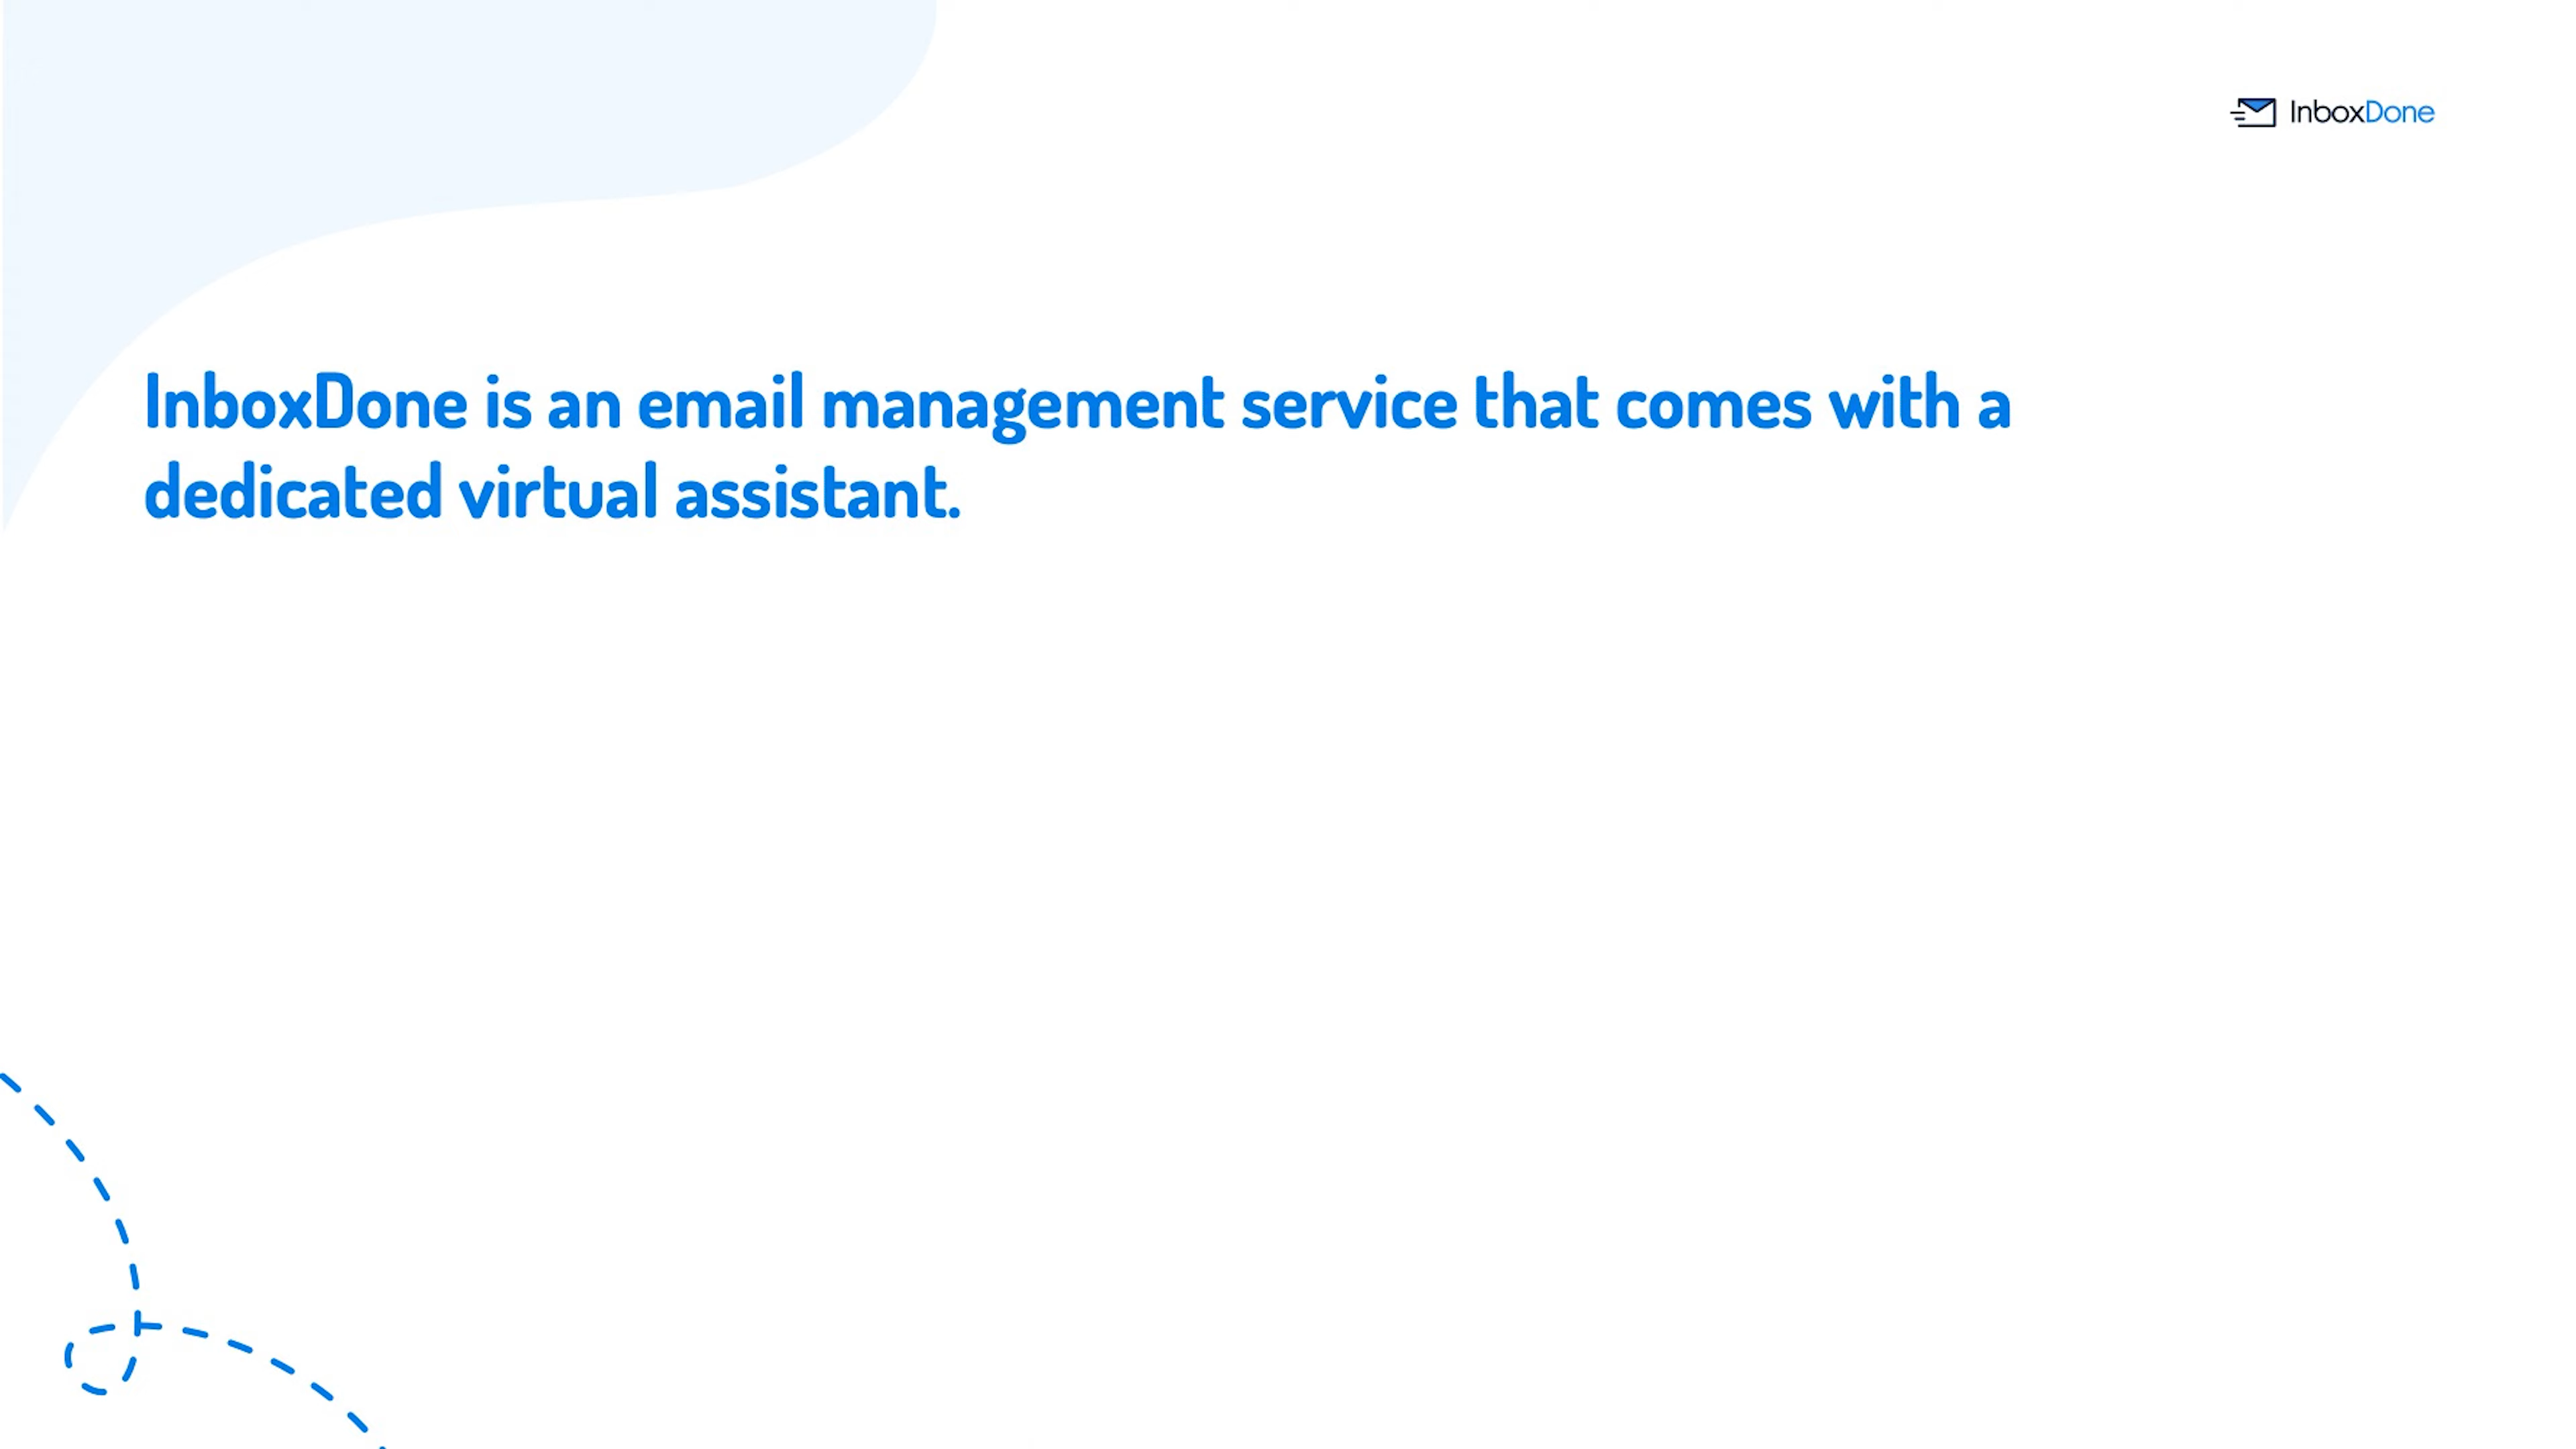 InboxDone
InboxDone is an email management service that comes with a
dedicated virtual assistant.